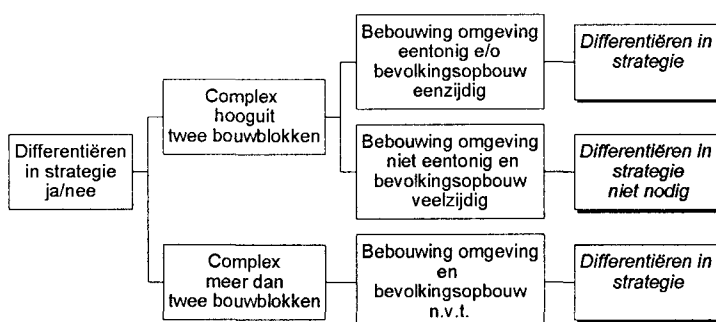 Differentiëren
in strategie
ja/nee
Complex
hooguit
twee bouwblokken
Bebouwing omgeving
eentonig e/o
bevolkingsopbouw
eenzijdig
Differentiëren in
strategie
Bebouwing omgeving
niet eentonig en
bevolkingsopbouw
veelzijdig
Differentiëren in
strategie
niet nodig
Complex
meer dan
twee bouwblokken
Bebouwing omgeving
en
bevolkingsopbouw
n.v.t.
Differentiëren in
strategie